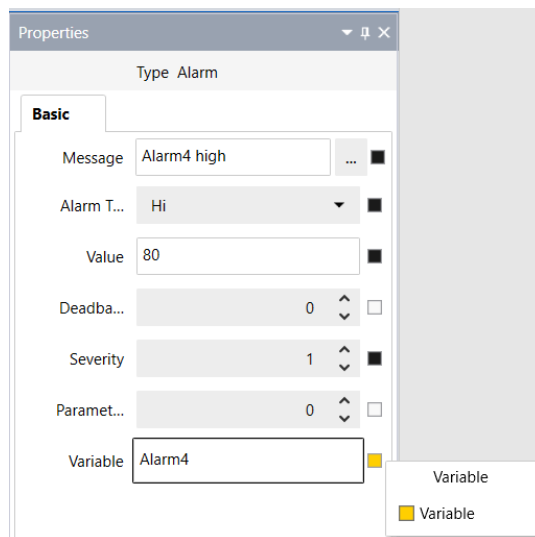 Properties
Type Alarm
Basic
Message Alarm4 high ...
Alarm T... Hi
Value 80
Deadba... 0
Severity 1
Paramet... 0
Variable Alarm4
Variable
Variable